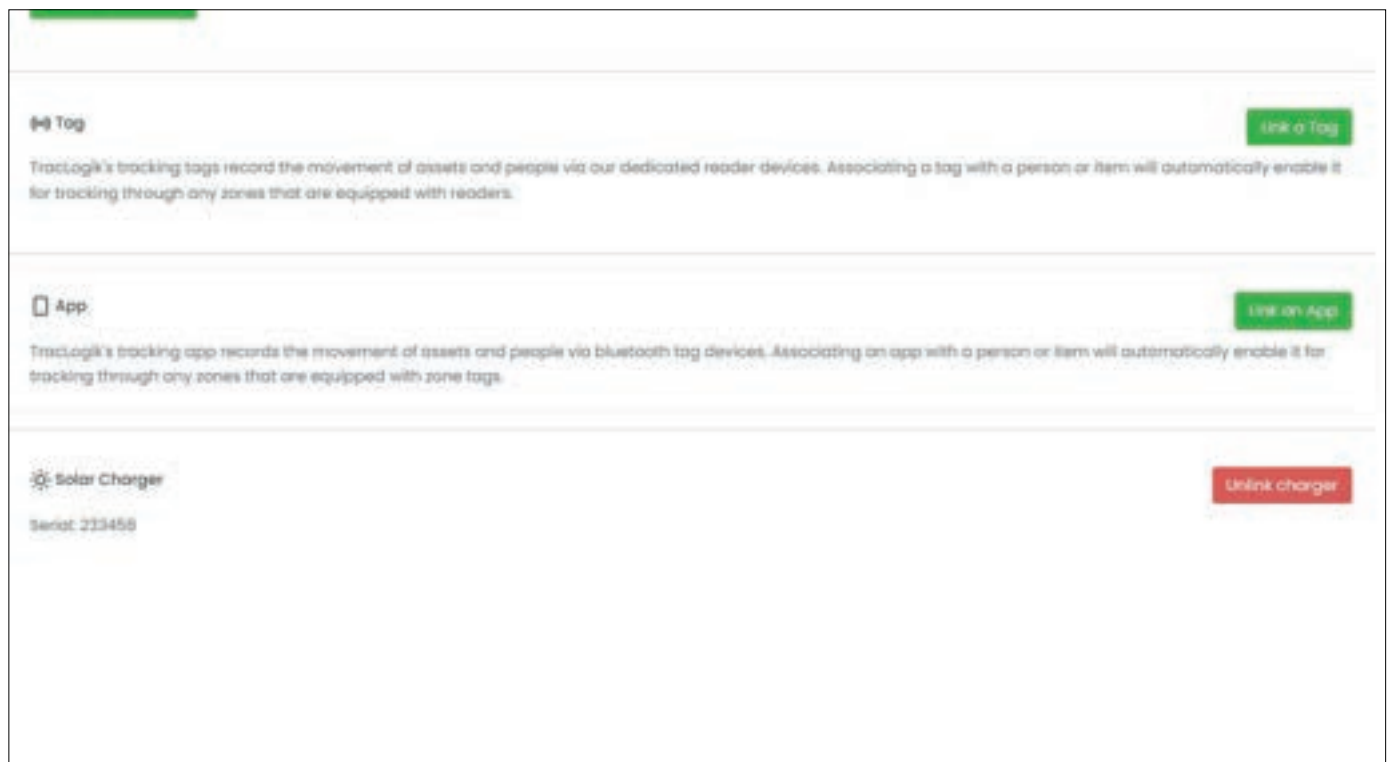 Tag
Link a Tag
TracLogik's tracking tags record the movement of assets and people via our dedicated reader devices. Associating a tag with a person or item will automatically enable it
for tracking through any zones that are equipped with readers.
App
Link an App
TracLogik's tracking app records the movement of assets and people via bluetooth tag devices. Associating an app with a person or item will automatically enable it for
tracking through any zones that are equipped with zone tags.
Solar Charger
Unlink charger
Serial: